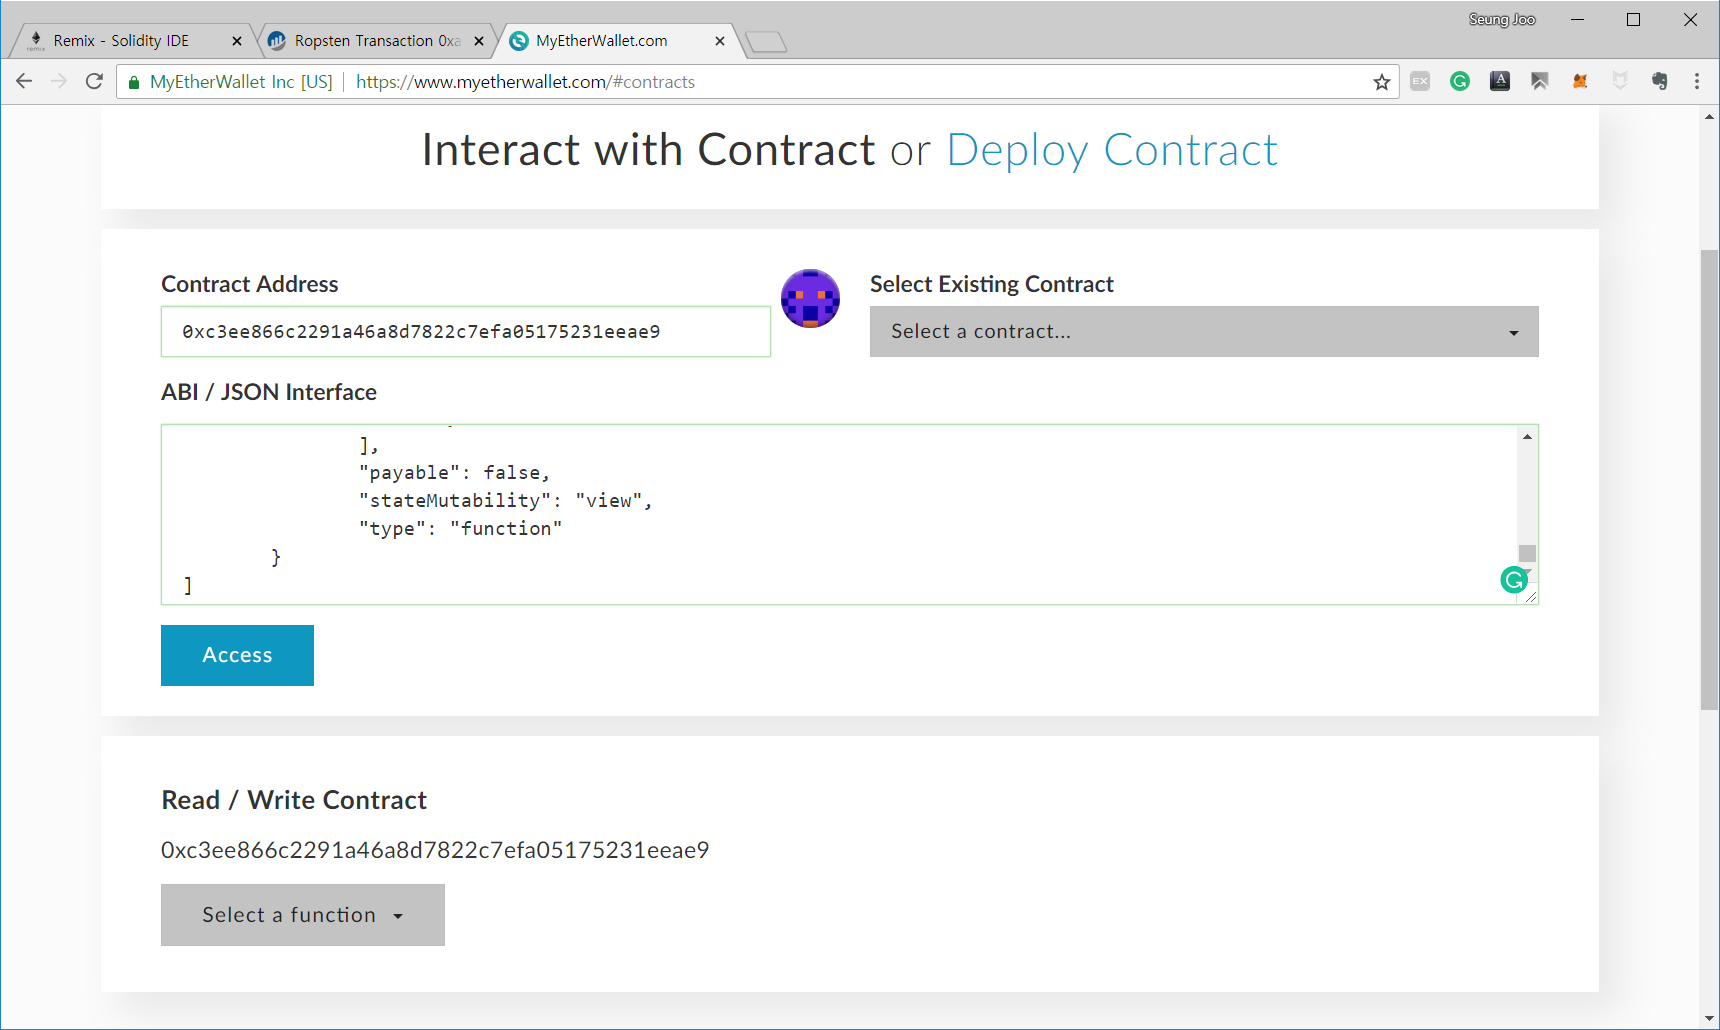 Seung Joo
Remix - Solidity IDE
Ropsten Transaction 0xa
MyEtherWallet.com
MyEtherWallet Inc [US]
https://www.myetherwallet.com/#contracts
EX
Interact with Contract or Deploy Contract
Contract Address
Select Existing Contract
0xc3ee866c2291a46a8d7822c7efa05175231eeae9
Select a contract...
ABI / JSON Interface
],
"payable": false,
"stateMutability": "view",
"type": "function"
}
]
Access
Read / Write Contract
0xc3ee866c2291a46a8d7822c7efa05175231eeae9
Select a function